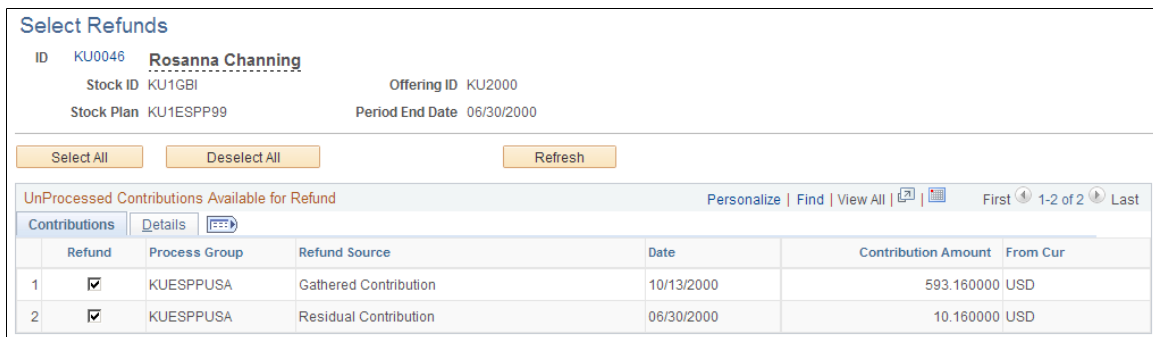 Select Refunds
ID KU0046 Rosanna Channing
Stock ID KU1GBI Offering ID KU2000
Stock Plan KU1ESPP99 Period End Date 06/30/2000
Select All Deselect All Refresh
UnProcessed Contributions Available for Refund Personalize | Find | View All | | First 1-2 of 2 Last
Contributions Details
Refund Process Group Refund Source Date Contribution Amount From Cur
1 KUESPPUSA Gathered Contribution 10/13/2000 593.160000 USD
2 KUESPPUSA Residual Contribution 06/30/2000 10.160000 USD